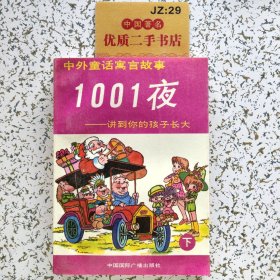 JZ:29
中国著名
优质二手书店
中外童话寓言故事
1001夜
——讲到你的孩子长大
下
中国国际广播出版社